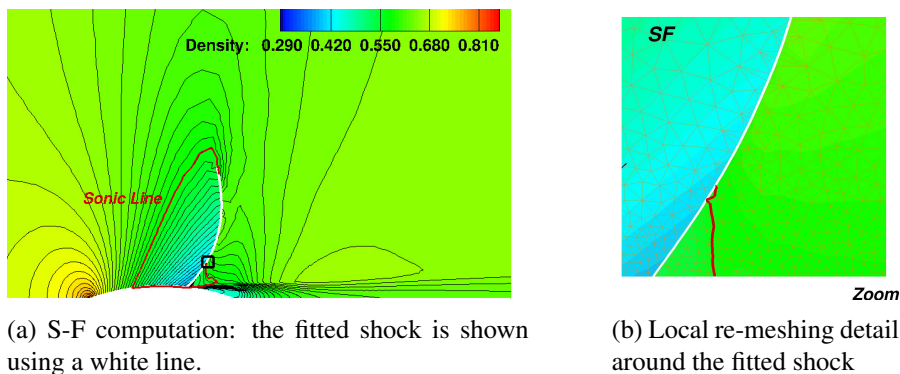 Density: 0.290 0.420 0.550 0.680 0.810
Sonic Line
(a) S-F computation: the fitted shock is shown
using a white line.
SF
Zoom
(b) Local re-meshing detail
around the fitted shock